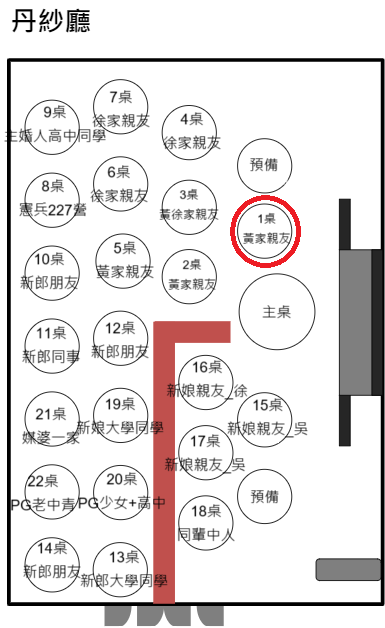 丹紗廳
9桌
主婚人高中同學
7桌
徐家親友
4桌
徐家親友
預備
8桌
憲兵227營
6桌
徐家親友
3桌
黃徐家親友
1桌
黃家親友
10桌
新郎朋友
5桌
黃家親友
2桌
黃家親友
主桌
11桌
新郎同事
12桌
新郎朋友
16桌
新娘親友_徐
15桌
新娘親友_吳
21桌
媒婆一家
19桌
新娘大學同學
17桌
新娘親友_吳
22桌
PG老中青
20桌
PG少女+高中
18桌
同輩中人
預備
14桌
新郎朋友
13桌
新郎大學同學